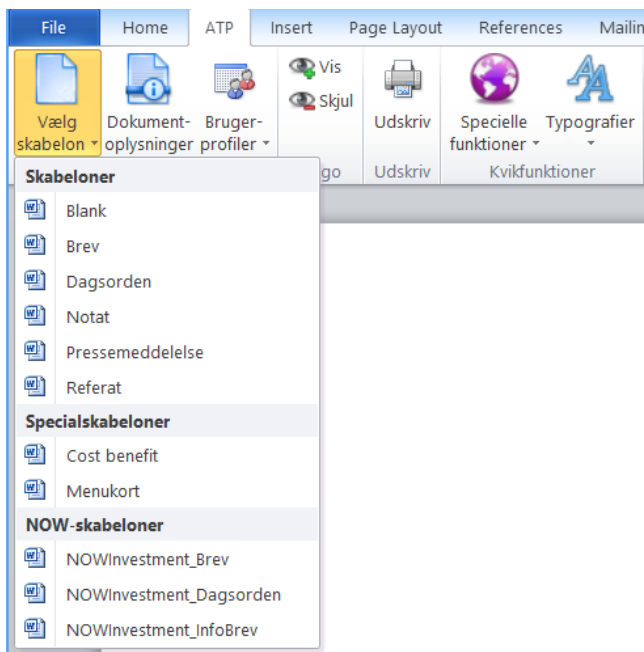 File Home ATP Insert Page Layout References Mailin
Vis
Skjul
Vælg skabelon
Dokument-oplysninger
Bruger-profiler
Udskriv
Specielle funktioner
Typografier
go Udskriv Kvikfunktioner
Skabeloner
Blank
Brev
Dagsorden
Notat
Pressemeddelelse
Referat
Specialskabeloner
Cost benefit
Menukort
NOW-skabeloner
NOWInvestment_Brev
NOWInvestment_Dagsorden
NOWInvestment_InfoBrev